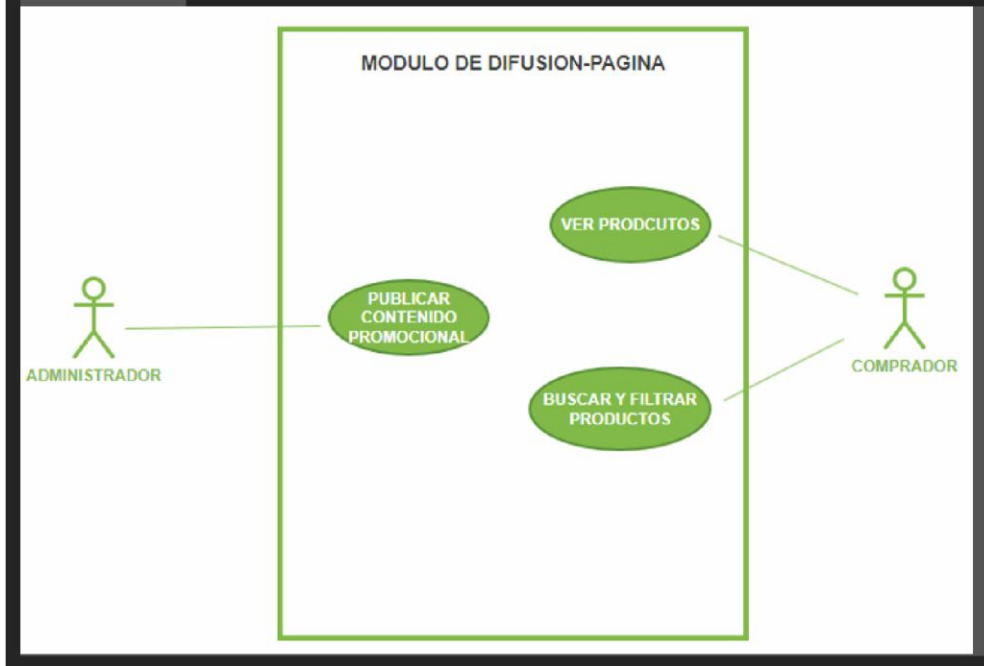 MODULO DE DIFUSION-PAGINA
VER PRODCUTOS
PUBLICAR
CONTENIDO
PROMOCIONAL
ADMINISTRADOR
COMPRADOR
BUSCAR Y FILTRAR
PRODUCTOS